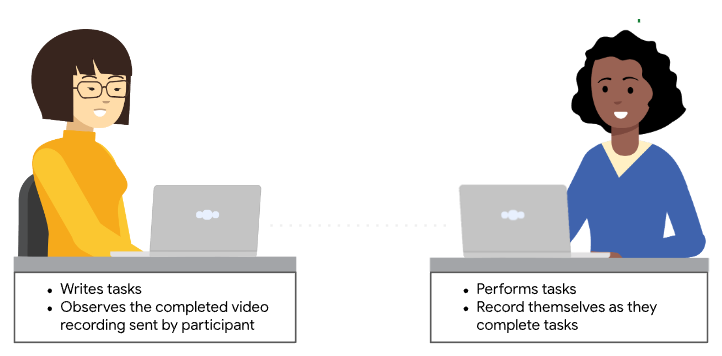 • Writes tasks
• Observes the completed video
recording sent by participant
• Performs tasks
• Record themselves as they
complete tasks